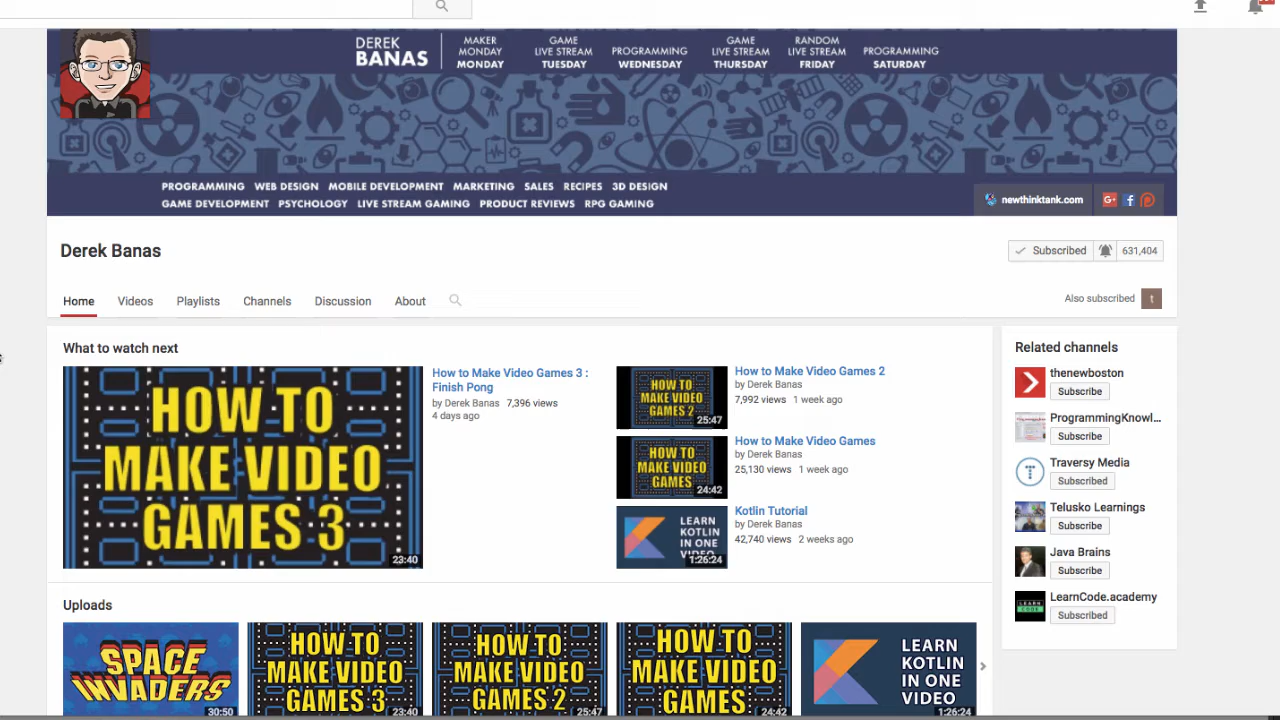 DEREK
BANAS
MAKER
MONDAY
MONDAY
GAME
LIVE STREAM
TUESDAY
PROGRAMMING
WEDNESDAY
GAME
LIVE STREAM
THURSDAY
RANDOM
LIVE STREAM
FRIDAY
PROGRAMMING
SATURDAY
PROGRAMMING WEB DESIGN MOBILE DEVELOPMENT MARKETING SALES RECIPES 3D DESIGN
GAME DEVELOPMENT PSYCHOLOGY LIVE STREAM GAMING PRODUCT REVIEWS RPG GAMING
newthinktank.com
Derek Banas
Subscribed 631,404
Home Videos Playlists Channels Discussion About
Also subscribed t
What to watch next
HOW TO
MAKE VIDEO
GAMES 3
23:40
How to Make Video Games 3 :
Finish Pong
by Derek Banas 7,396 views
4 days ago
HOW TO
MAKE VIDEO
GAMES 2
25:47
How to Make Video Games 2
by Derek Banas
7,992 views 1 week ago
HOW TO
MAKE VIDEO
GAMES
24:42
How to Make Video Games
by Derek Banas
25,130 views 1 week ago
LEARN
KOTLIN
IN ONE
VIDEO
1:26:24
Kotlin Tutorial
by Derek Banas
42,740 views 2 weeks ago
Related channels
thenewboston
Subscribe
ProgrammingKnowl...
Subscribe
Traversy Media
Subscribed
Telusko Learnings
Subscribe
Java Brains
Subscribe
LearnCode.academy
Subscribed
Uploads
SPACE
INVADERS
30:50
HOW TO
MAKE VIDEO
GAMES 3
23:40
HOW TO
MAKE VIDEO
GAMES 2
25:47
HOW TO
MAKE VIDEO
GAMES
24:42
LEARN
KOTLIN
IN ONE
VIDEO
1:26:24